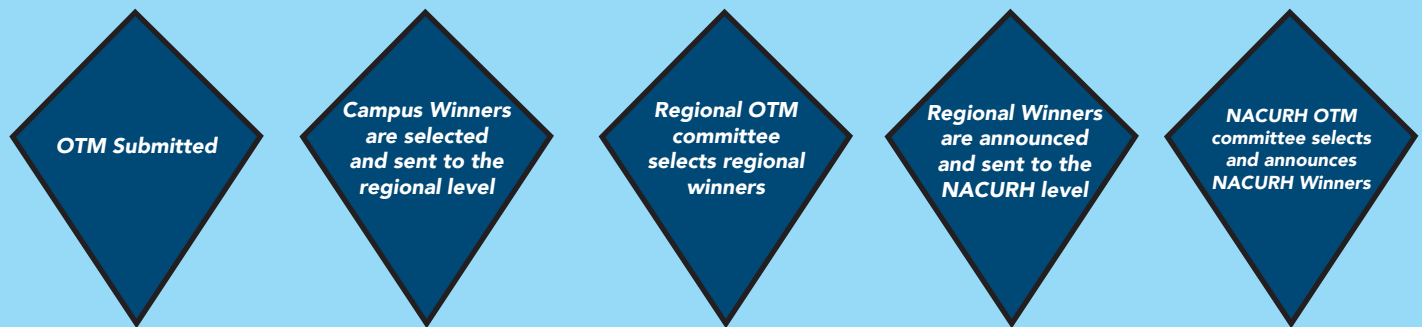 OTM Submitted
Campus Winners
are selected
and sent to the
regional level
Regional OTM
committee
selects regional
winners
Regional Winners
are announced
and sent to the
NACURH level
NACURH OTM
committee selects
and announces
NACURH Winners